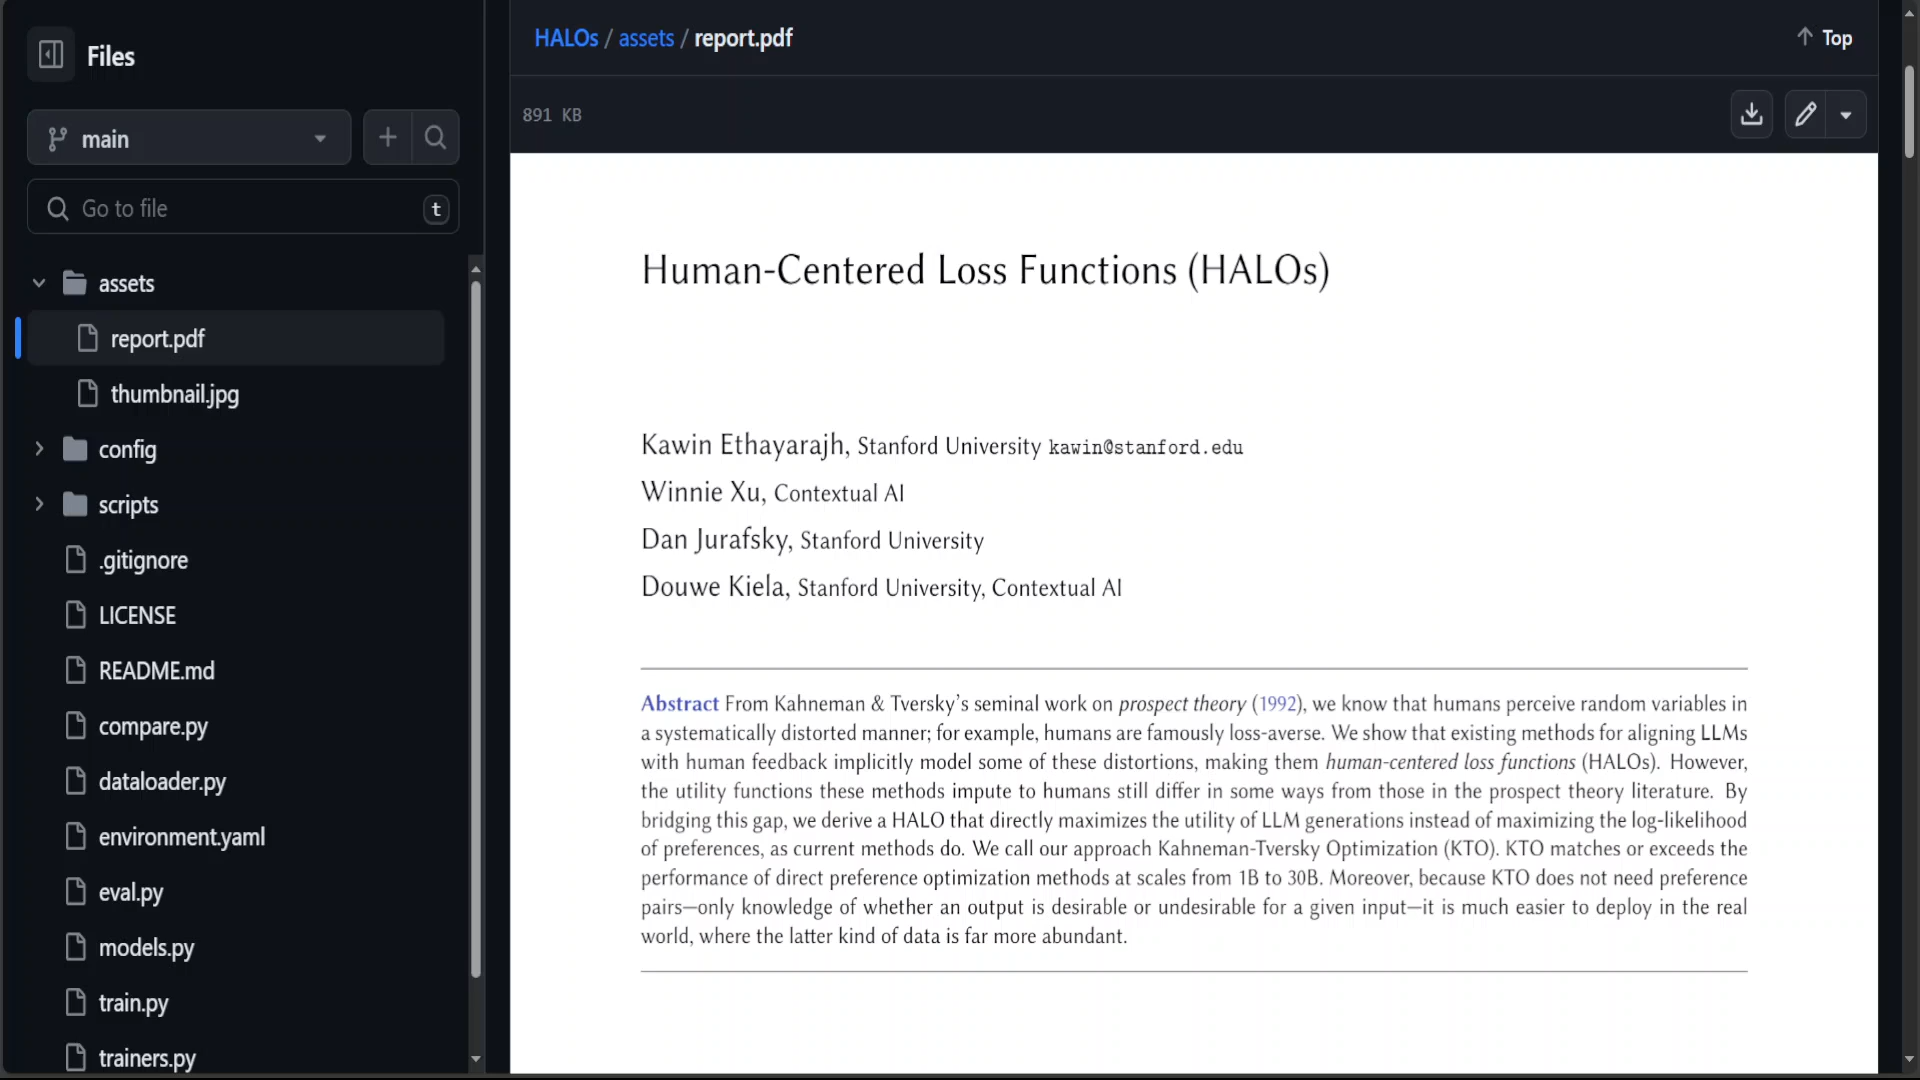 Files
main
Go to file
t
assets
report.pdf
thumbnail.jpg
config
scripts
.gitignore
LICENSE
README.md
compare.py
dataloader.py
environment.yaml
eval.py
models.py
train.py
trainers.py
HALOs / assets / report.pdf
Top
891 KB
Human-Centered Loss Functions (HALOs)
Kawin Ethayarajh, Stanford University kawin@stanford.edu
Winnie Xu, Contextual AI
Dan Jurafsky, Stanford University
Douwe Kiela, Stanford University, Contextual AI
Abstract From Kahneman & Tversky's seminal work on prospect theory (1992), we know that humans perceive random variables in
a systematically distorted manner; for example, humans are famously loss-averse. We show that existing methods for aligning LLMs
with human feedback implicitly model some of these distortions, making them human-centered loss functions (HALOs). However,
the utility functions these methods impute to humans still differ in some ways from those in the prospect theory literature. By
bridging this gap, we derive a HALO that directly maximizes the utility of LLM generations instead of maximizing the log-likelihood
of preferences, as current methods do. We call our approach Kahneman-Tversky Optimization (KTO). KTO matches or exceeds the
performance of direct preference optimization methods at scales from 1B to 30B. Moreover, because KTO does not need preference
pairs—only knowledge of whether an output is desirable or undesirable for a given input—it is much easier to deploy in the real
world, where the latter kind of data is far more abundant.